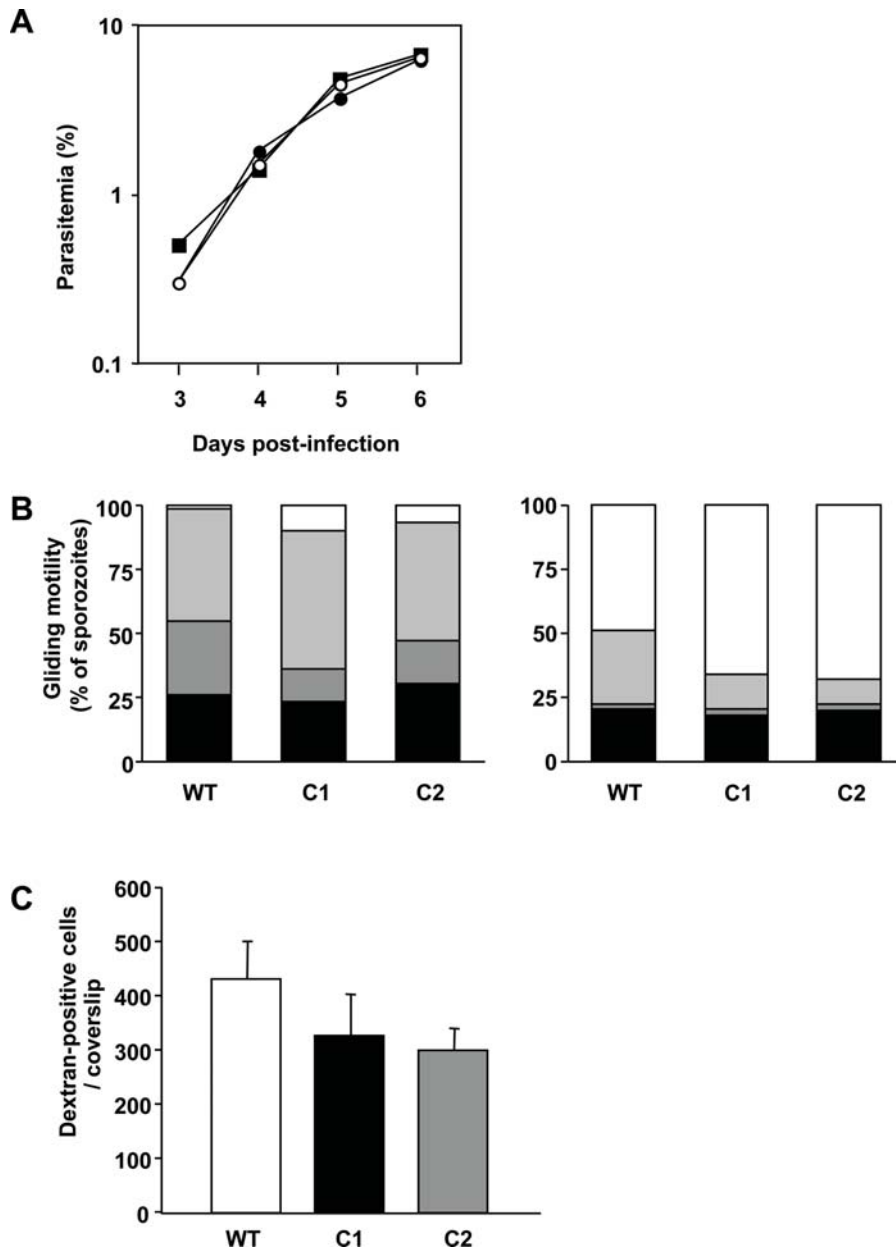 A
10
1
0.1
Parasitemia (%)
3 4 5 6
Days post-infection
B
100
75
50
25
0
Gliding motility
(% of sporozoites)
WT C1 C2
100
75
50
25
0
WT C1 C2
C
600
500
400
300
200
100
0
Dextran-positive cells
/ coverslip
WT C1 C2